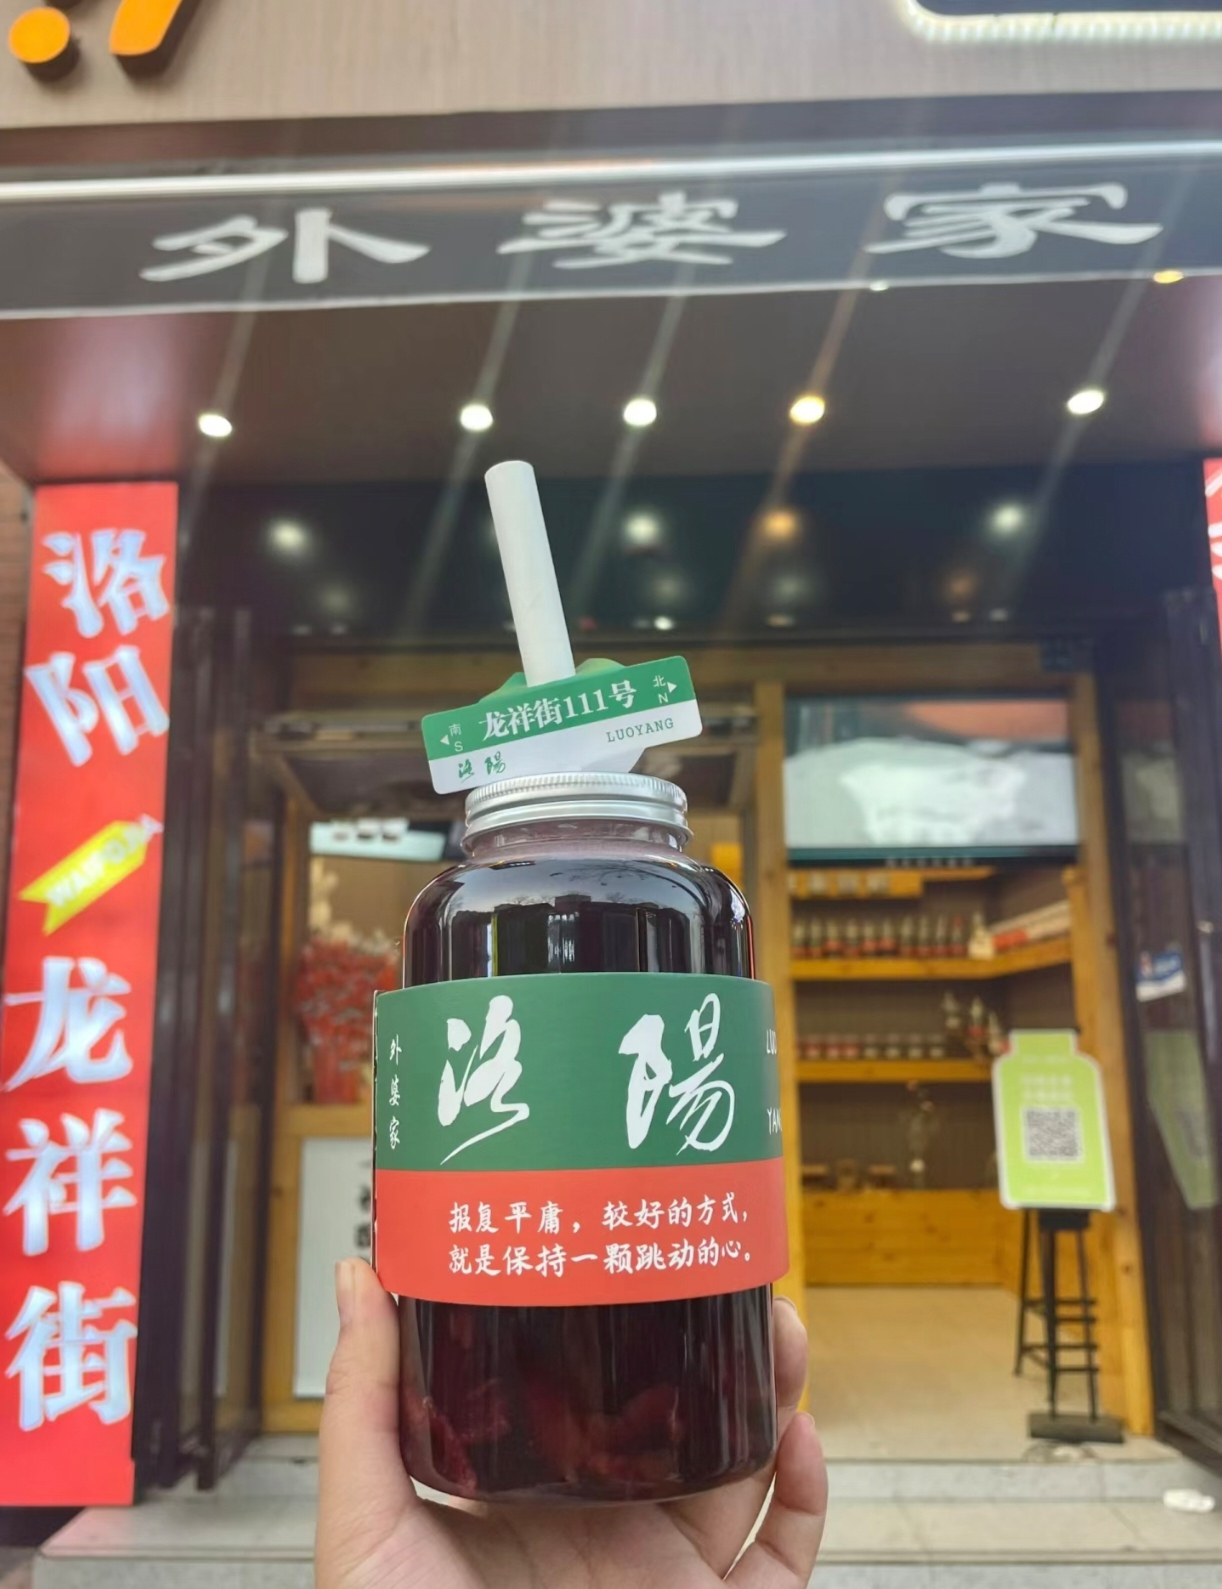 外婆家
洛阳
龙祥街
南
S
龙祥街111号
北
N
洛陽
LUOYANG
外婆家
洛陽
报复平庸，较好的方式，
就是保持一颗跳动的心。